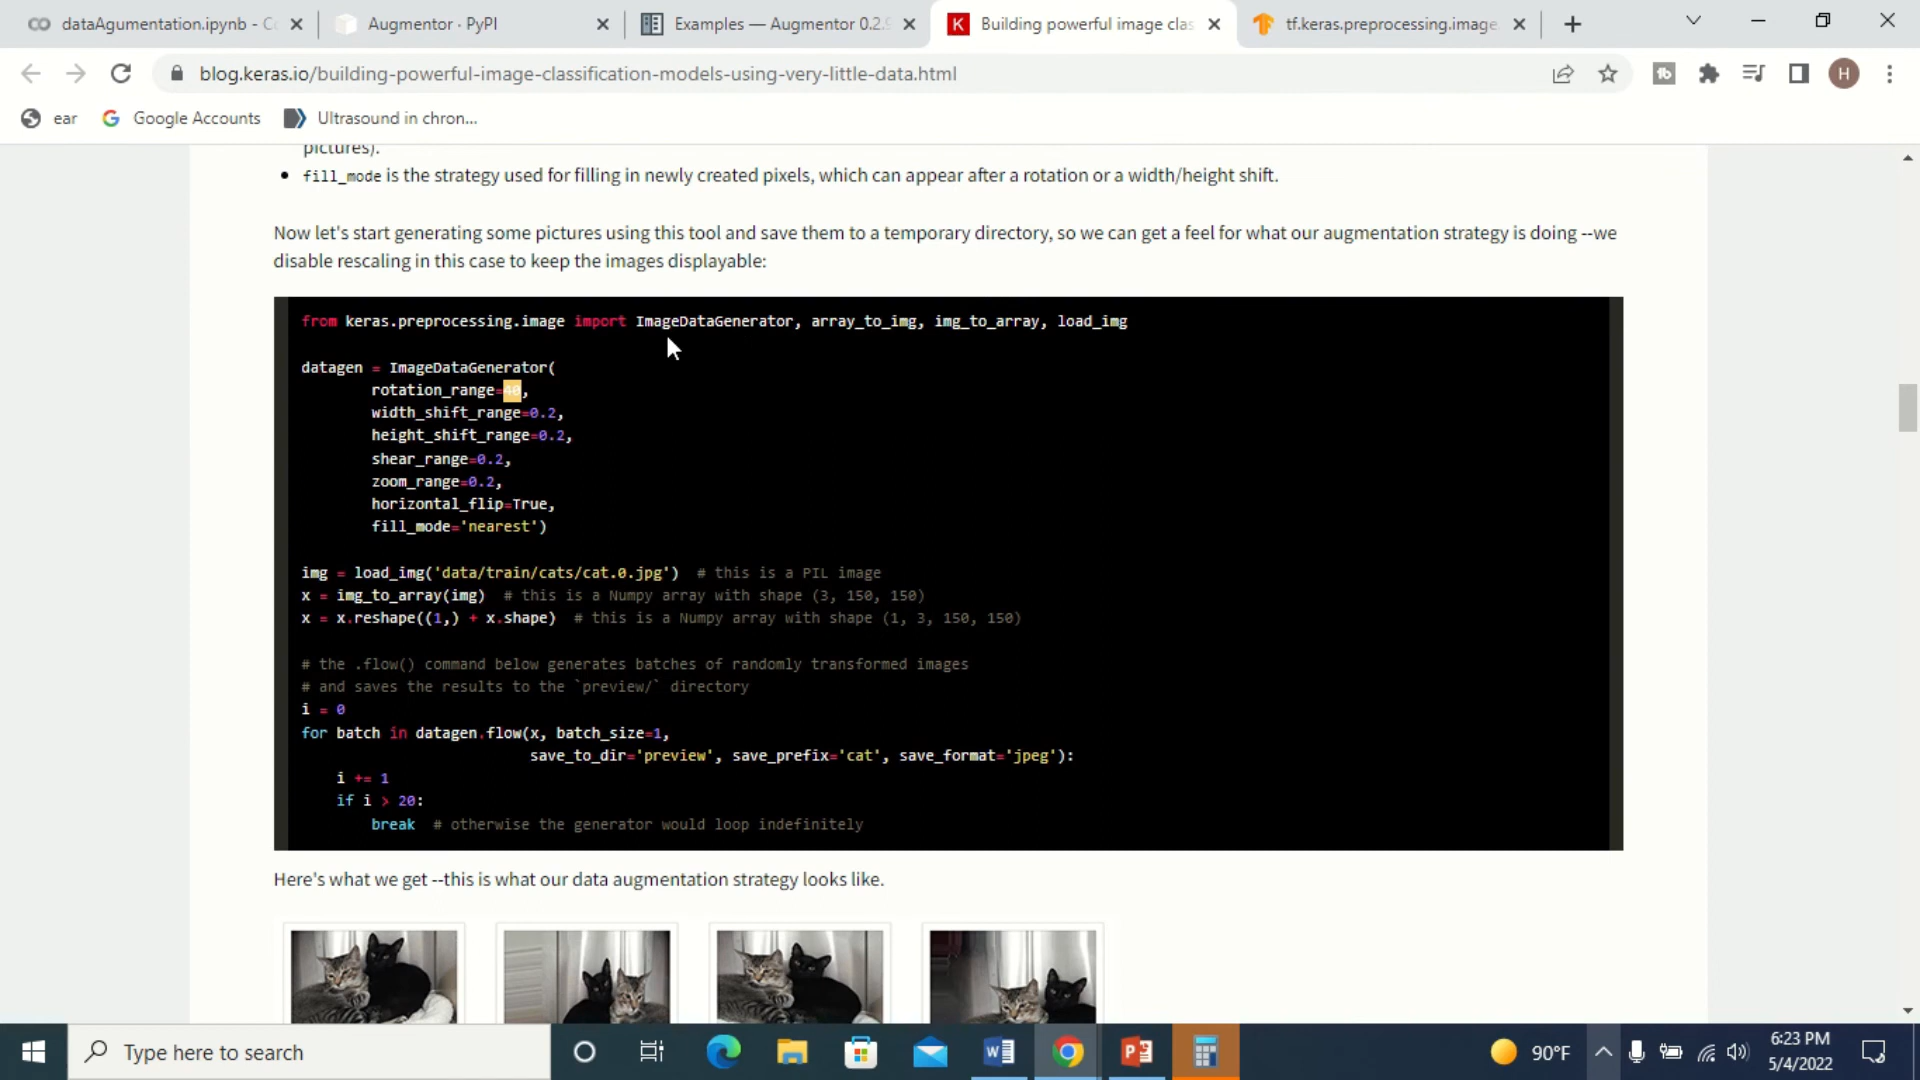 dataAgumentation.ipynb - C
Augmentor · PyPI
Examples — Augmentor 0.2.9
Building powerful image clas
tf.keras.preprocessing.image.
blog.keras.io/building-powerful-image-classification-models-using-very-little-data.html
H
ear
Google Accounts
Ultrasound in chron...
pictures).
• fill_mode is the strategy used for filling in newly created pixels, which can appear after a rotation or a width/height shift.
Now let's start generating some pictures using this tool and save them to a temporary directory, so we can get a feel for what our augmentation strategy is doing --we
disable rescaling in this case to keep the images displayable:
from keras.preprocessing.image import ImageDataGenerator, array_to_img, img_to_array, load_img
datagen = ImageDataGenerator(
rotation_range=40,
width_shift_range=0.2,
height_shift_range=0.2,
shear_range=0.2,
zoom_range=0.2,
horizontal_flip=True,
fill_mode='nearest')
img = load_img('data/train/cats/cat.0.jpg')  # this is a PIL image
x = img_to_array(img)  # this is a Numpy array with shape (3, 150, 150)
x = x.reshape((1,) + x.shape)  # this is a Numpy array with shape (1, 3, 150, 150)
# the .flow() command below generates batches of randomly transformed images
# and saves the results to the `preview/` directory
i = 0
for batch in datagen.flow(x, batch_size=1,
save_to_dir='preview', save_prefix='cat', save_format='jpeg'):
i += 1
if i > 20:
break  # otherwise the generator would loop indefinitely
Here's what we get --this is what our data augmentation strategy looks like.
Type here to search
90°F
6:23 PM
5/4/2022